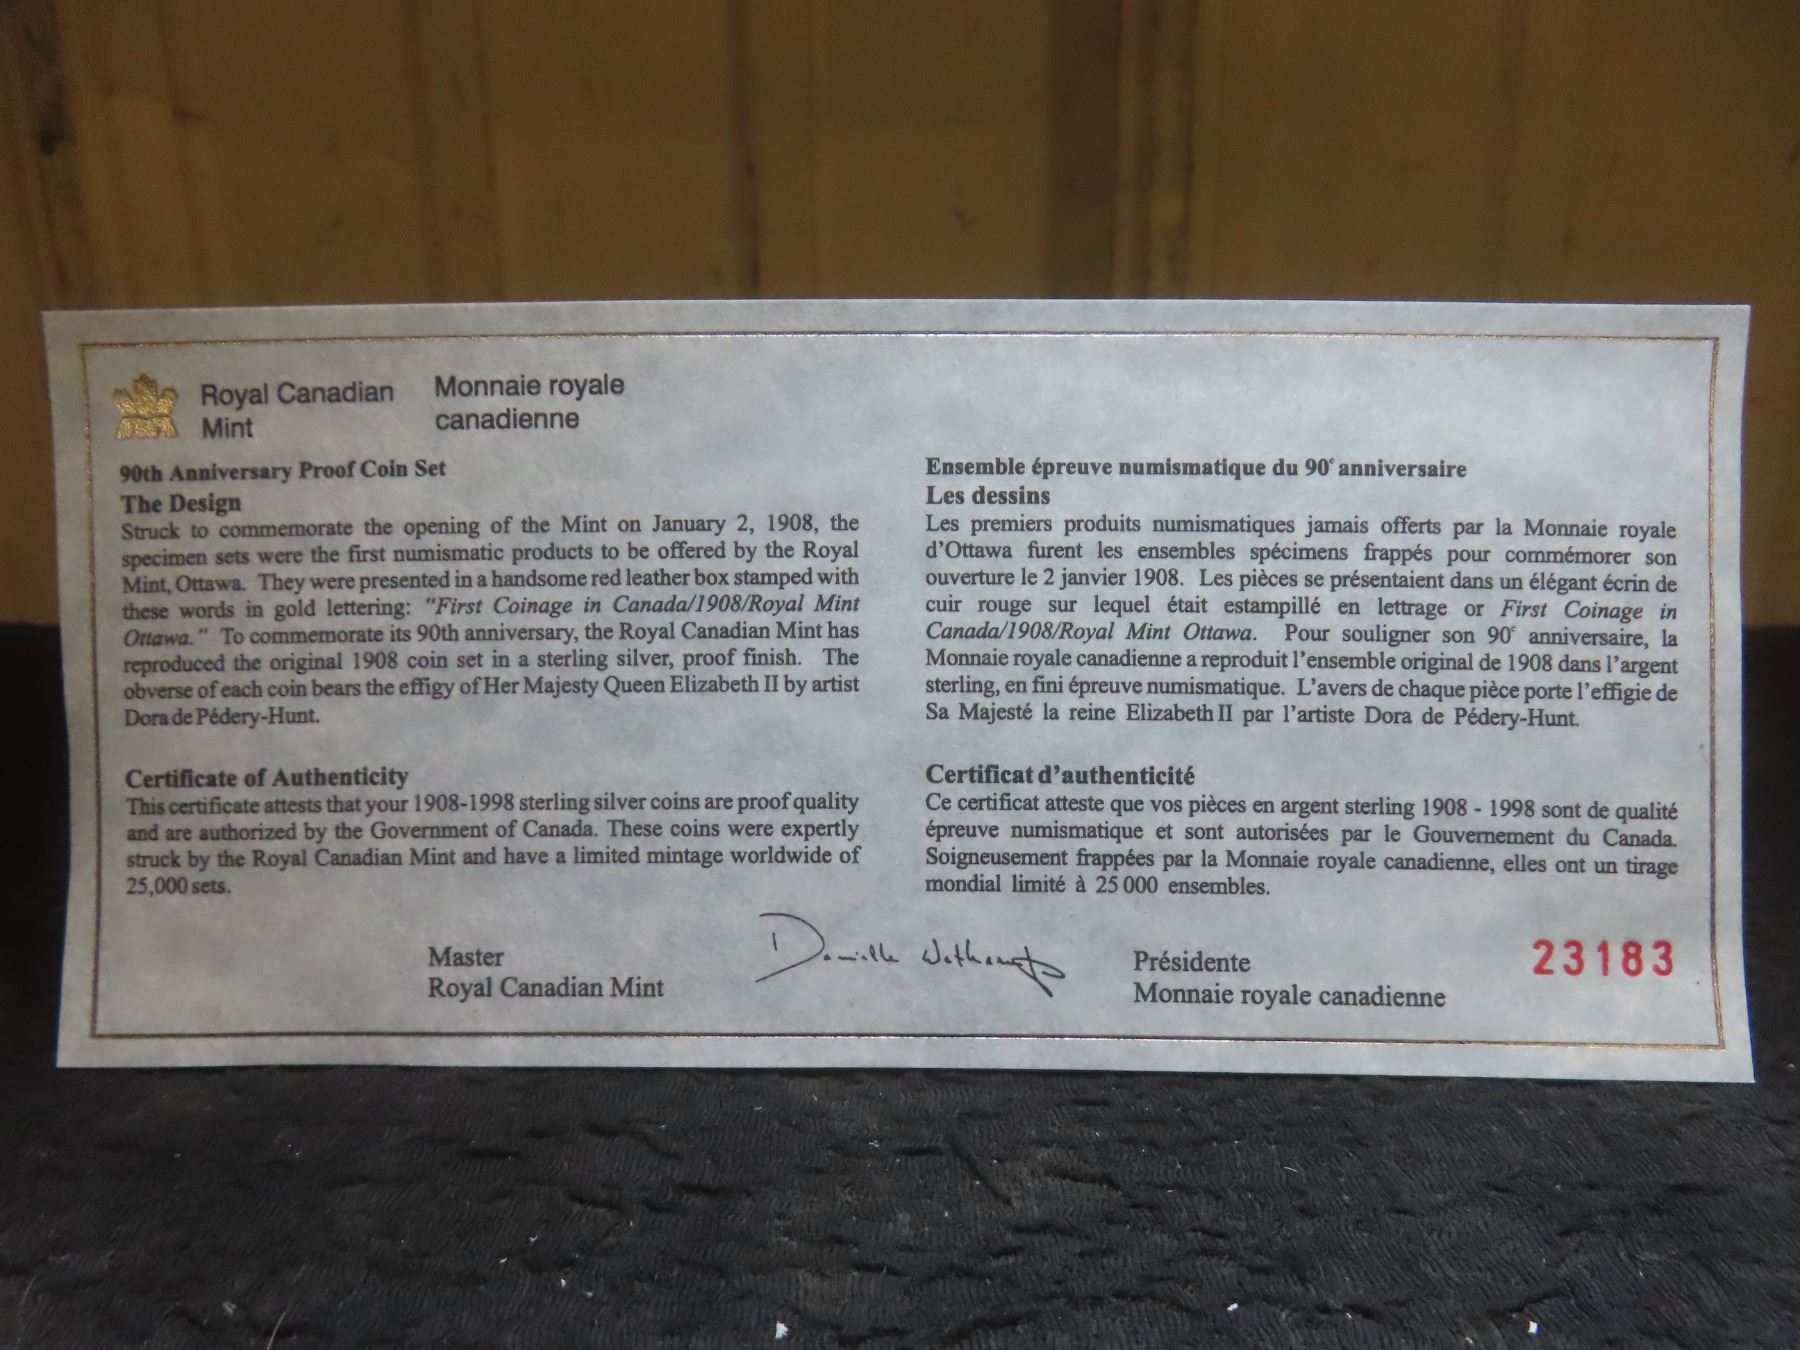 Royal Canadian
Mint
Monnaie royale
canadienne
90th Anniversary Proof Coin Set
The Design
Struck to commemorate the opening of the Mint on January 2, 1908, the
specimen sets were the first numismatic products to be offered by the Royal
Mint, Ottawa. They were presented in a handsome red leather box stamped with
these words in gold lettering: "First Coinage in Canada/1908/Royal Mint
Ottawa." To commemorate its 90th anniversary, the Royal Canadian Mint has
reproduced the original 1908 coin set in a sterling silver, proof finish. The
obverse of each coin bears the effigy of Her Majesty Queen Elizabeth II by artist
Dora de Pédery-Hunt.
Certificate of Authenticity
This certificate attests that your 1908-1998 sterling silver coins are proof quality
and are authorized by the Government of Canada. These coins were expertly
struck by the Royal Canadian Mint and have a limited mintage worldwide of
25,000 sets.
Ensemble épreuve numismatique du 90e anniversaire
Les dessins
Les premiers produits numismatiques jamais offerts par la Monnaie royale
d'Ottawa furent les ensembles spécimens frappés pour commémorer son
ouverture le 2 janvier 1908. Les pièces se présentaient dans un élégant écrin de
cuir rouge sur lequel était estampillé en lettrage or First Coinage in
Canada/1908/Royal Mint Ottawa. Pour souligner son 90e anniversaire, la
Monnaie royale canadienne a reproduit l'ensemble original de 1908 dans l'argent
sterling, en fini épreuve numismatique. L'avers de chaque pièce porte l'effigie de
Sa Majesté la reine Elizabeth II par l'artiste Dora de Pédery-Hunt.
Certificat d'authenticité
Ce certificat atteste que vos pièces en argent sterling 1908 - 1998 sont de qualité
épreuve numismatique et sont autorisées par le Gouvernement du Canada.
Soigneusement frappées par la Monnaie royale canadienne, elles ont un tirage
mondial limité à 25 000 ensembles.
Master
Royal Canadian Mint
Danielle
Présidente
Monnaie royale canadienne
23183